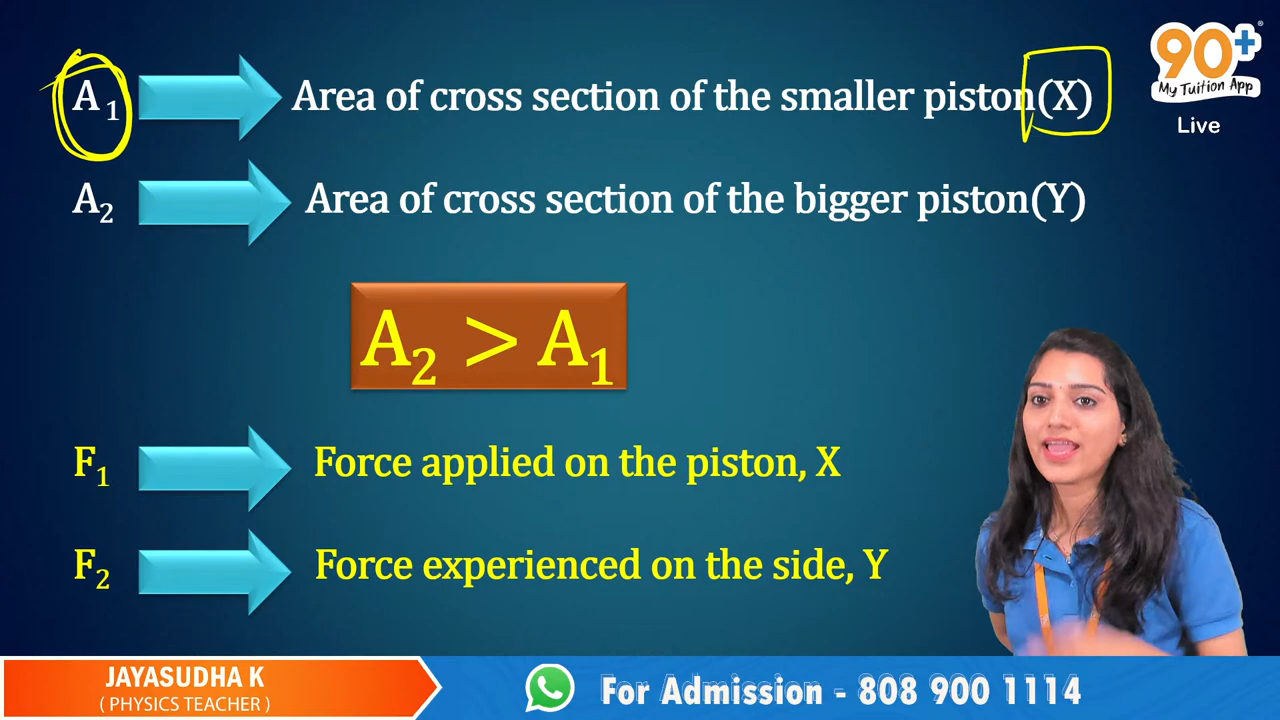 A₁ Area of cross section of the smaller piston(X)
A₂ Area of cross section of the bigger piston(Y)
A₂ > A₁
F₁ Force applied on the piston, X
F₂ Force experienced on the side, Y
90+
My Tuition App
Live
JAYASUDHA K
( PHYSICS TEACHER )
For Admission - 808 900 1114